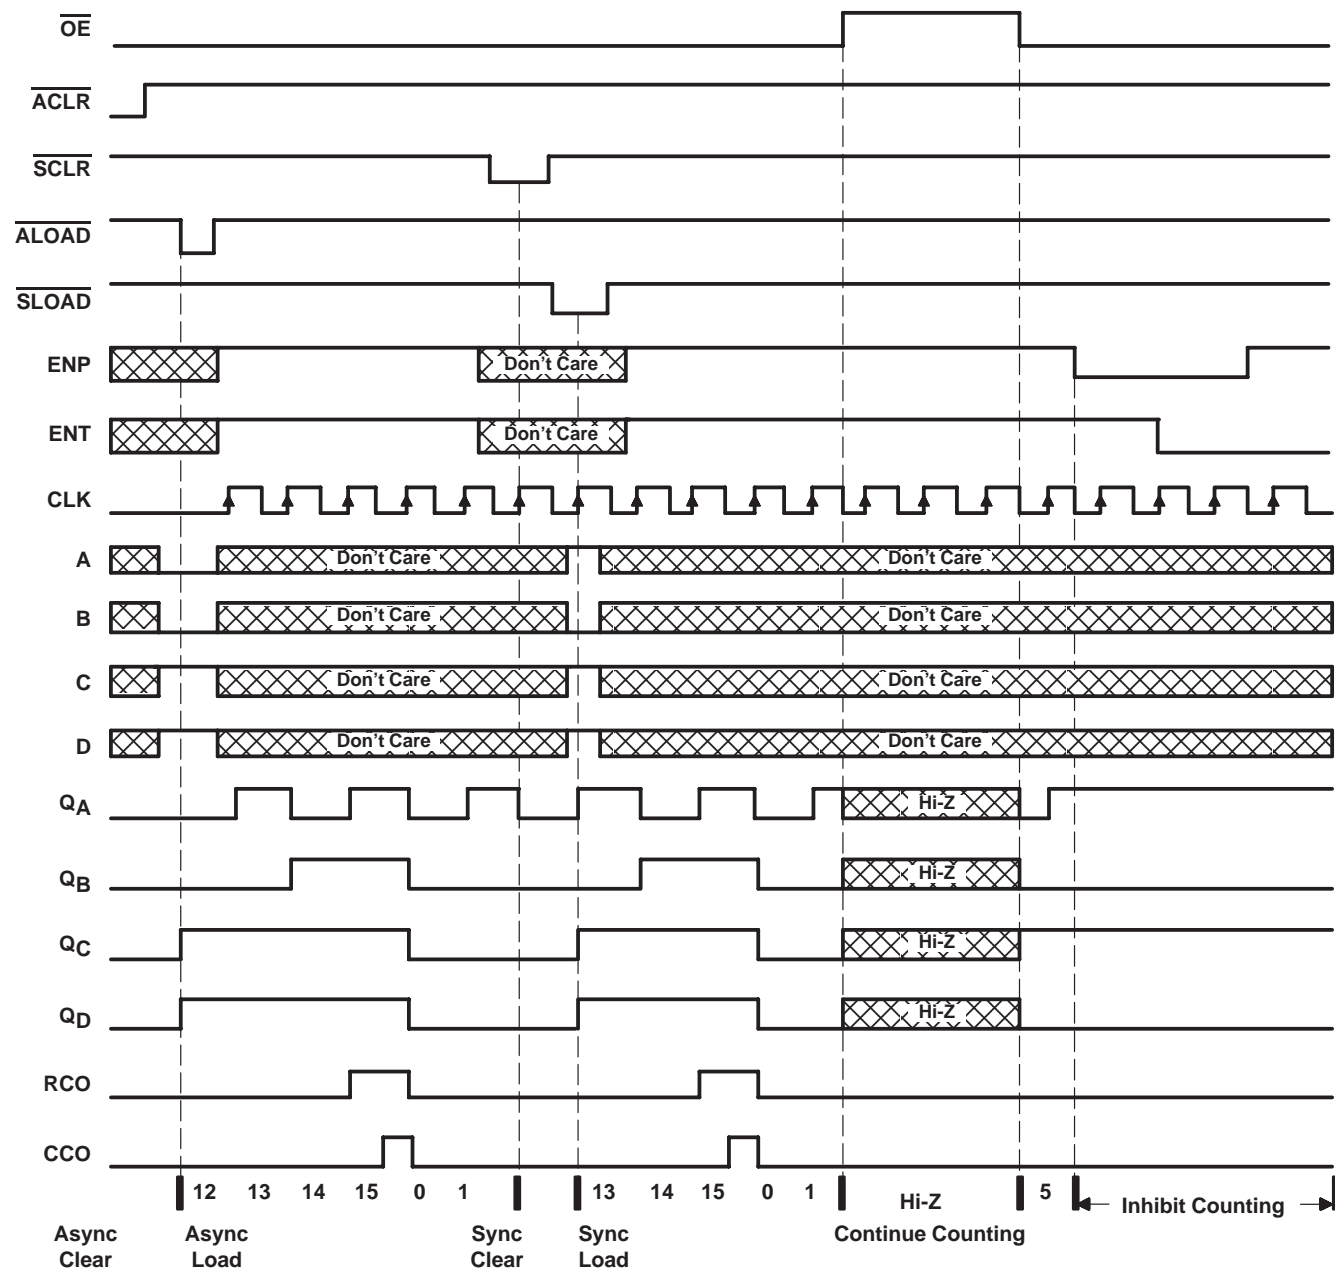 OE
ACLR
SCLR
ALOAD
SLOAD
ENP Don't Care
ENT Don't Care
CLK
A Don't Care Don't Care
B Don't Care Don't Care
C Don't Care Don't Care
D Don't Care Don't Care
QA Hi-Z
QB Hi-Z
QC Hi-Z
QD Hi-Z
RCO
CCO
12 13 14 15 0 1 13 14 15 0 1 Hi-Z 5 Inhibit Counting
Async Clear Async Load Sync Clear Sync Load Continue Counting